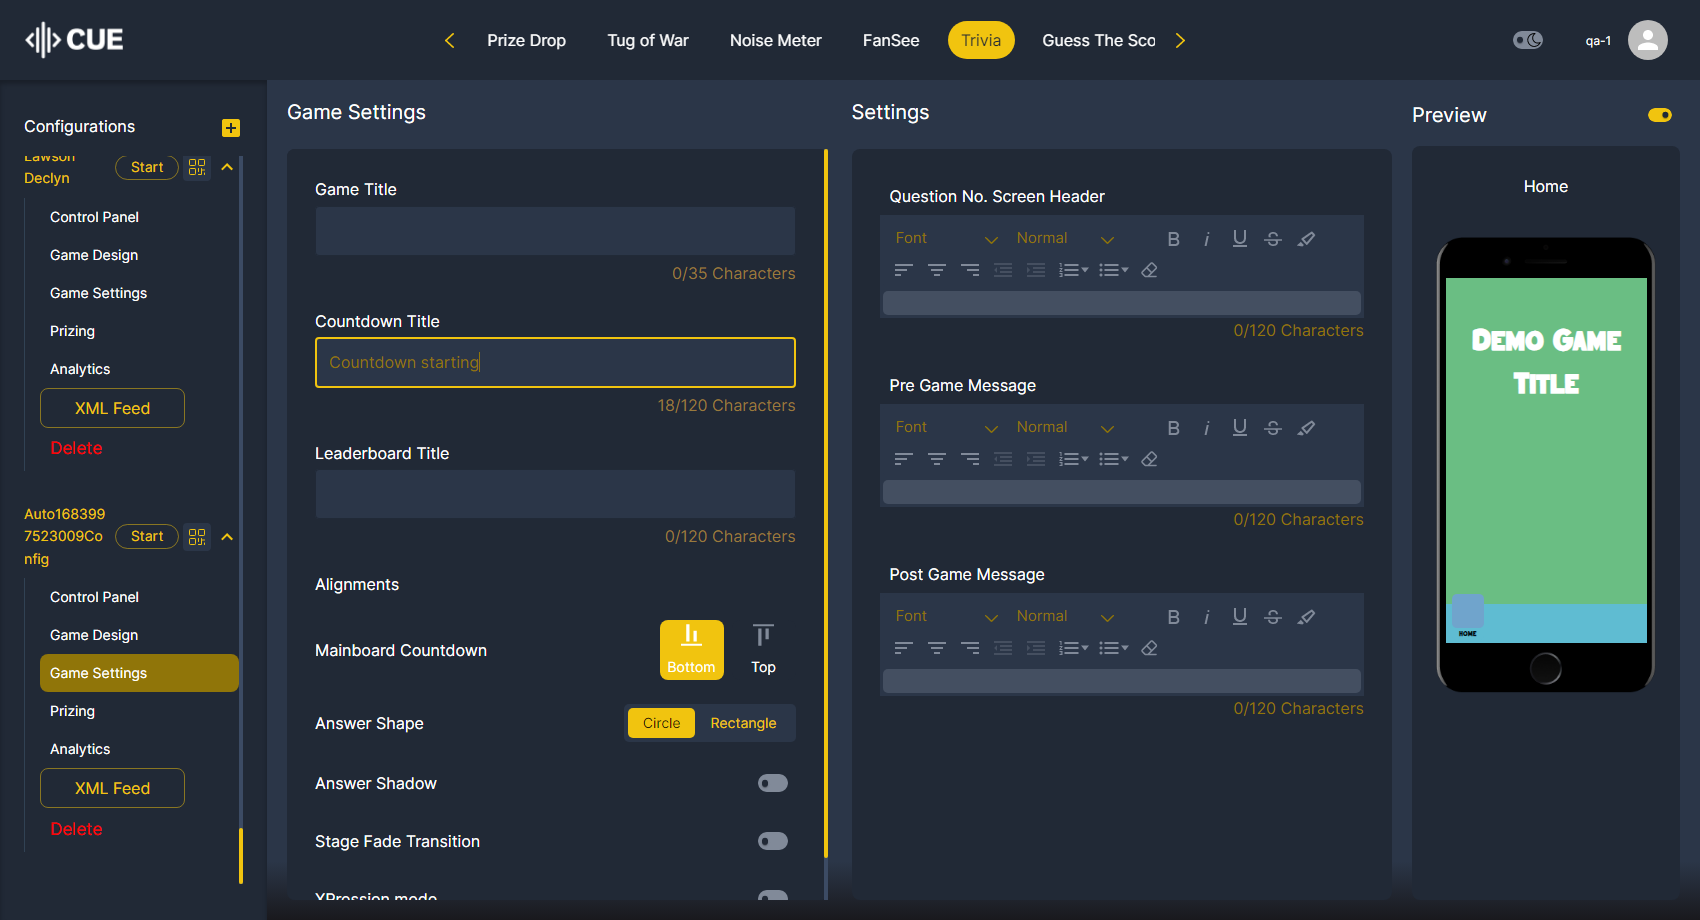 CUE
Prize Drop
Tug of War
Noise Meter
FanSee
Trivia
Guess The Sco
qa-1
Configurations
Lawson
Declyn
Start
Control Panel
Game Design
Game Settings
Prizing
Analytics
XML Feed
Delete
Auto168399
7523009Co
nfig
Start
Control Panel
Game Design
Game Settings
Prizing
Analytics
XML Feed
Delete
Game Settings
Game Title
0/35 Characters
Countdown Title
Countdown starting
18/120 Characters
Leaderboard Title
0/120 Characters
Alignments
Mainboard Countdown
Bottom
Top
Answer Shape
Circle
Rectangle
Answer Shadow
Stage Fade Transition
XPression mode
Settings
Question No. Screen Header
Font
Normal
0/120 Characters
Pre Game Message
Font
Normal
0/120 Characters
Post Game Message
Font
Normal
0/120 Characters
Preview
Home
Demo Game
Title
HOME